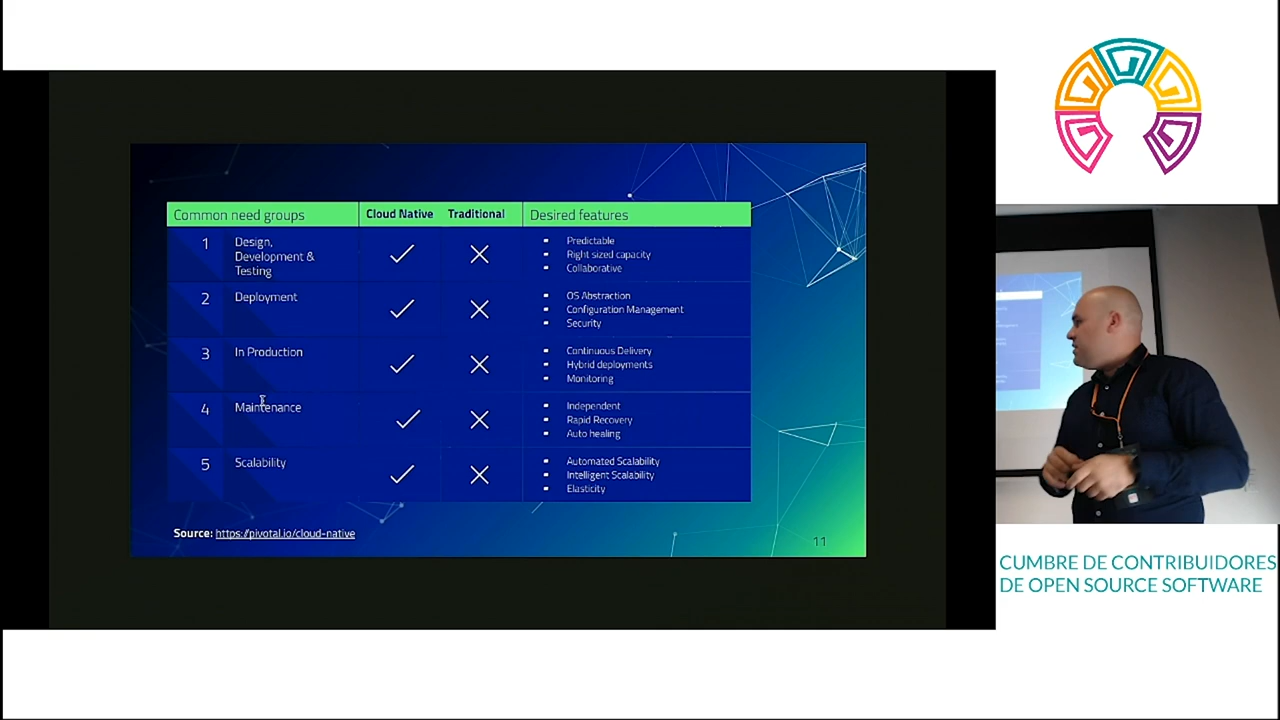 Common need groups Cloud Native Traditional Desired features
1 Design,
Development &
Testing
▪ Predictable
▪ Right sized capacity
▪ Collaborative
2 Deployment
▪ OS Abstraction
▪ Configuration Management
▪ Security
3 In Production
▪ Continuous Delivery
▪ Hybrid deployments
▪ Monitoring
4 Maintenance
▪ Independent
▪ Rapid Recovery
▪ Auto healing
5 Scalability
▪ Automated Scalability
▪ Intelligent Scalability
▪ Elasticity
Source: https://pivotal.io/cloud-native
11
CUMBRE DE CONTRIBUIDORES
DE OPEN SOURCE SOFTWARE